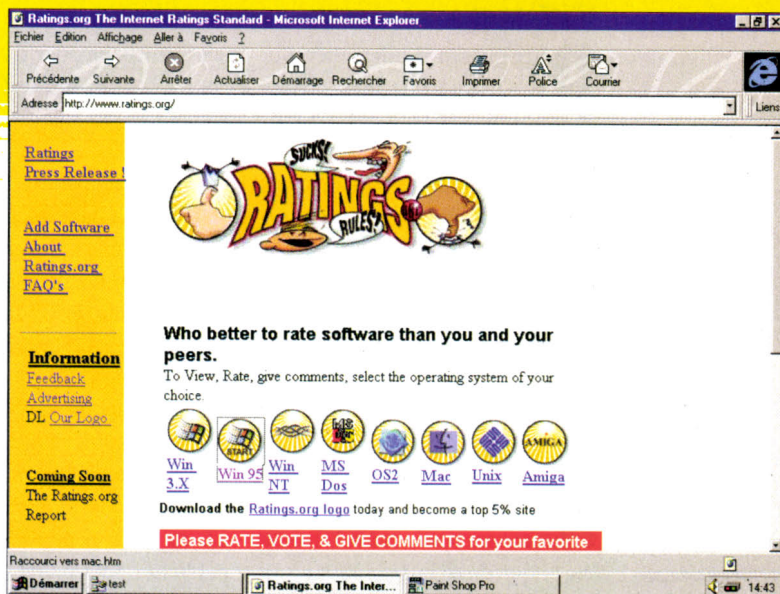 Ratings.org The Internet Ratings Standard - Microsoft Internet Explorer
Fichier Edition Affichage Aller à Favoris ?
Précédente Suivante Arrêter Actualiser Démarrage Rechercher Favoris Imprimer Police Courrier
Adresse http://www.ratings.org/ Liens
Ratings
Press Release !
Add Software
About
Ratings.org
FAQ's
Information
Feedback
Advertising
DL Our Logo
Coming Soon
The Ratings.org
Report
SUCKS!
RATINGS
RULES!
Who better to rate software than you and your
peers.
To View, Rate, give comments, select the operating system of your
choice.
START
MS
AMIGA
Win 3.X
Win 95
Win NT
MS Dos
OS2
Mac
Unix
Amiga
Download the Ratings.org logo today and become a top 5% site
Please RATE, VOTE, & GIVE COMMENTS for your favorite
Raccourci vers mac.htm
Démarrer test Ratings.org The Inter... Paint Shop Pro 14:43